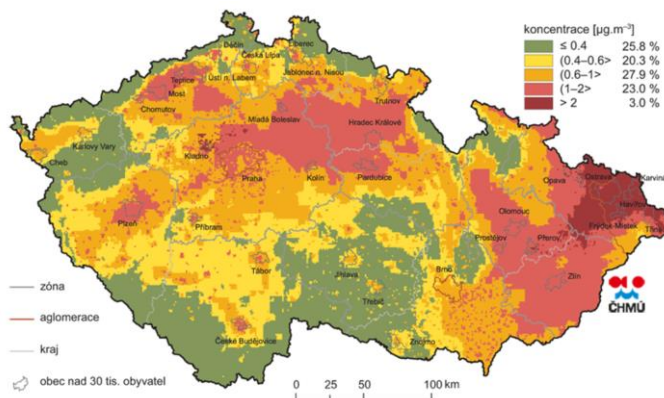 koncentrace [µg.m⁻³]
≤ 0.4 25.8 %
(0.4–0.6> 20.3 %
(0.6–1> 27.9 %
(1–2> 23.0 %
> 2 3.0 %
Děčín
Česká Lípa
Liberec
Teplice
Ústí n. Labem
Jablonec n. Nisou
Most
Chomutov
Trutnov
Mladá Boleslav
Hradec Králové
Karlovy Vary
Cheb
Kladno
Praha
Kolín
Pardubice
Opava
Ostrava
Karviná
Havířov
Frýdek-Místek
Plzeň
Příbram
Olomouc
Prostějov
Přerov
Tábor
Jihlava
Brno
Zlín
Třebíč
České Budějovice
Znojmo
ČHMÚ
zóna
aglomerace
kraj
obec nad 30 tis. obyvatel
0 25 50 100 km